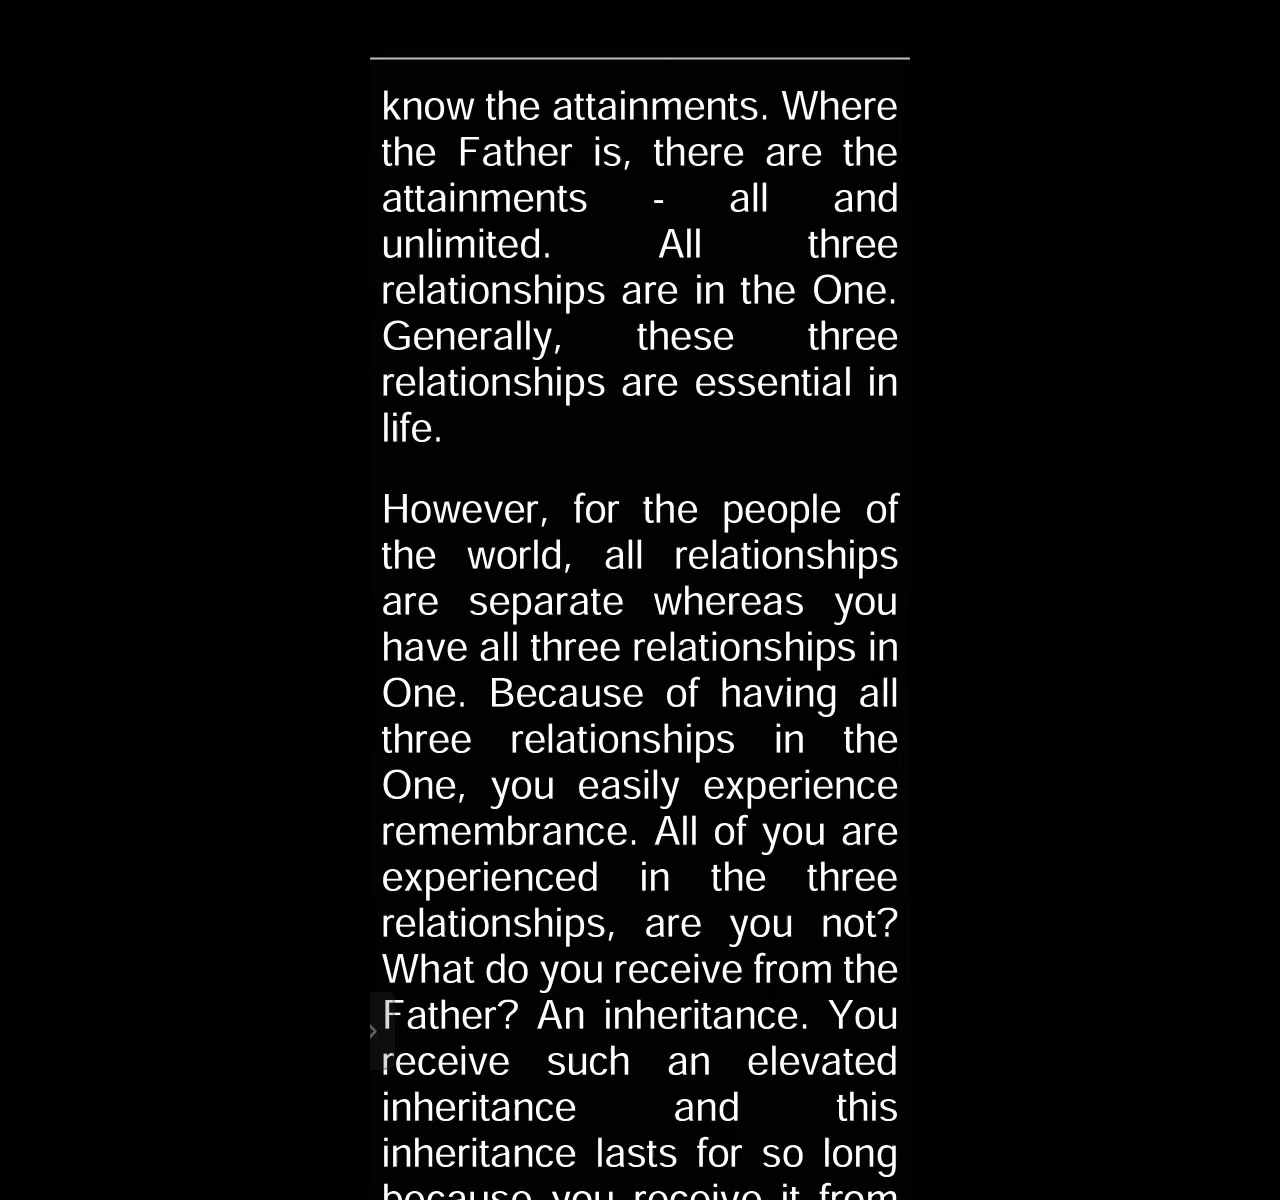 know the attainments. Where
the Father is, there are the
attainments - all and
unlimited. All three
relationships are in the One.
Generally, these three
relationships are essential in
life.
However, for the people of
the world, all relationships
are separate whereas you
have all three relationships in
One. Because of having all
three relationships in the
One, you easily experience
remembrance. All of you are
experienced in the three
relationships, are you not?
What do you receive from the
Father? An inheritance. You
receive such an elevated
inheritance and this
inheritance lasts for so long
because you receive it from